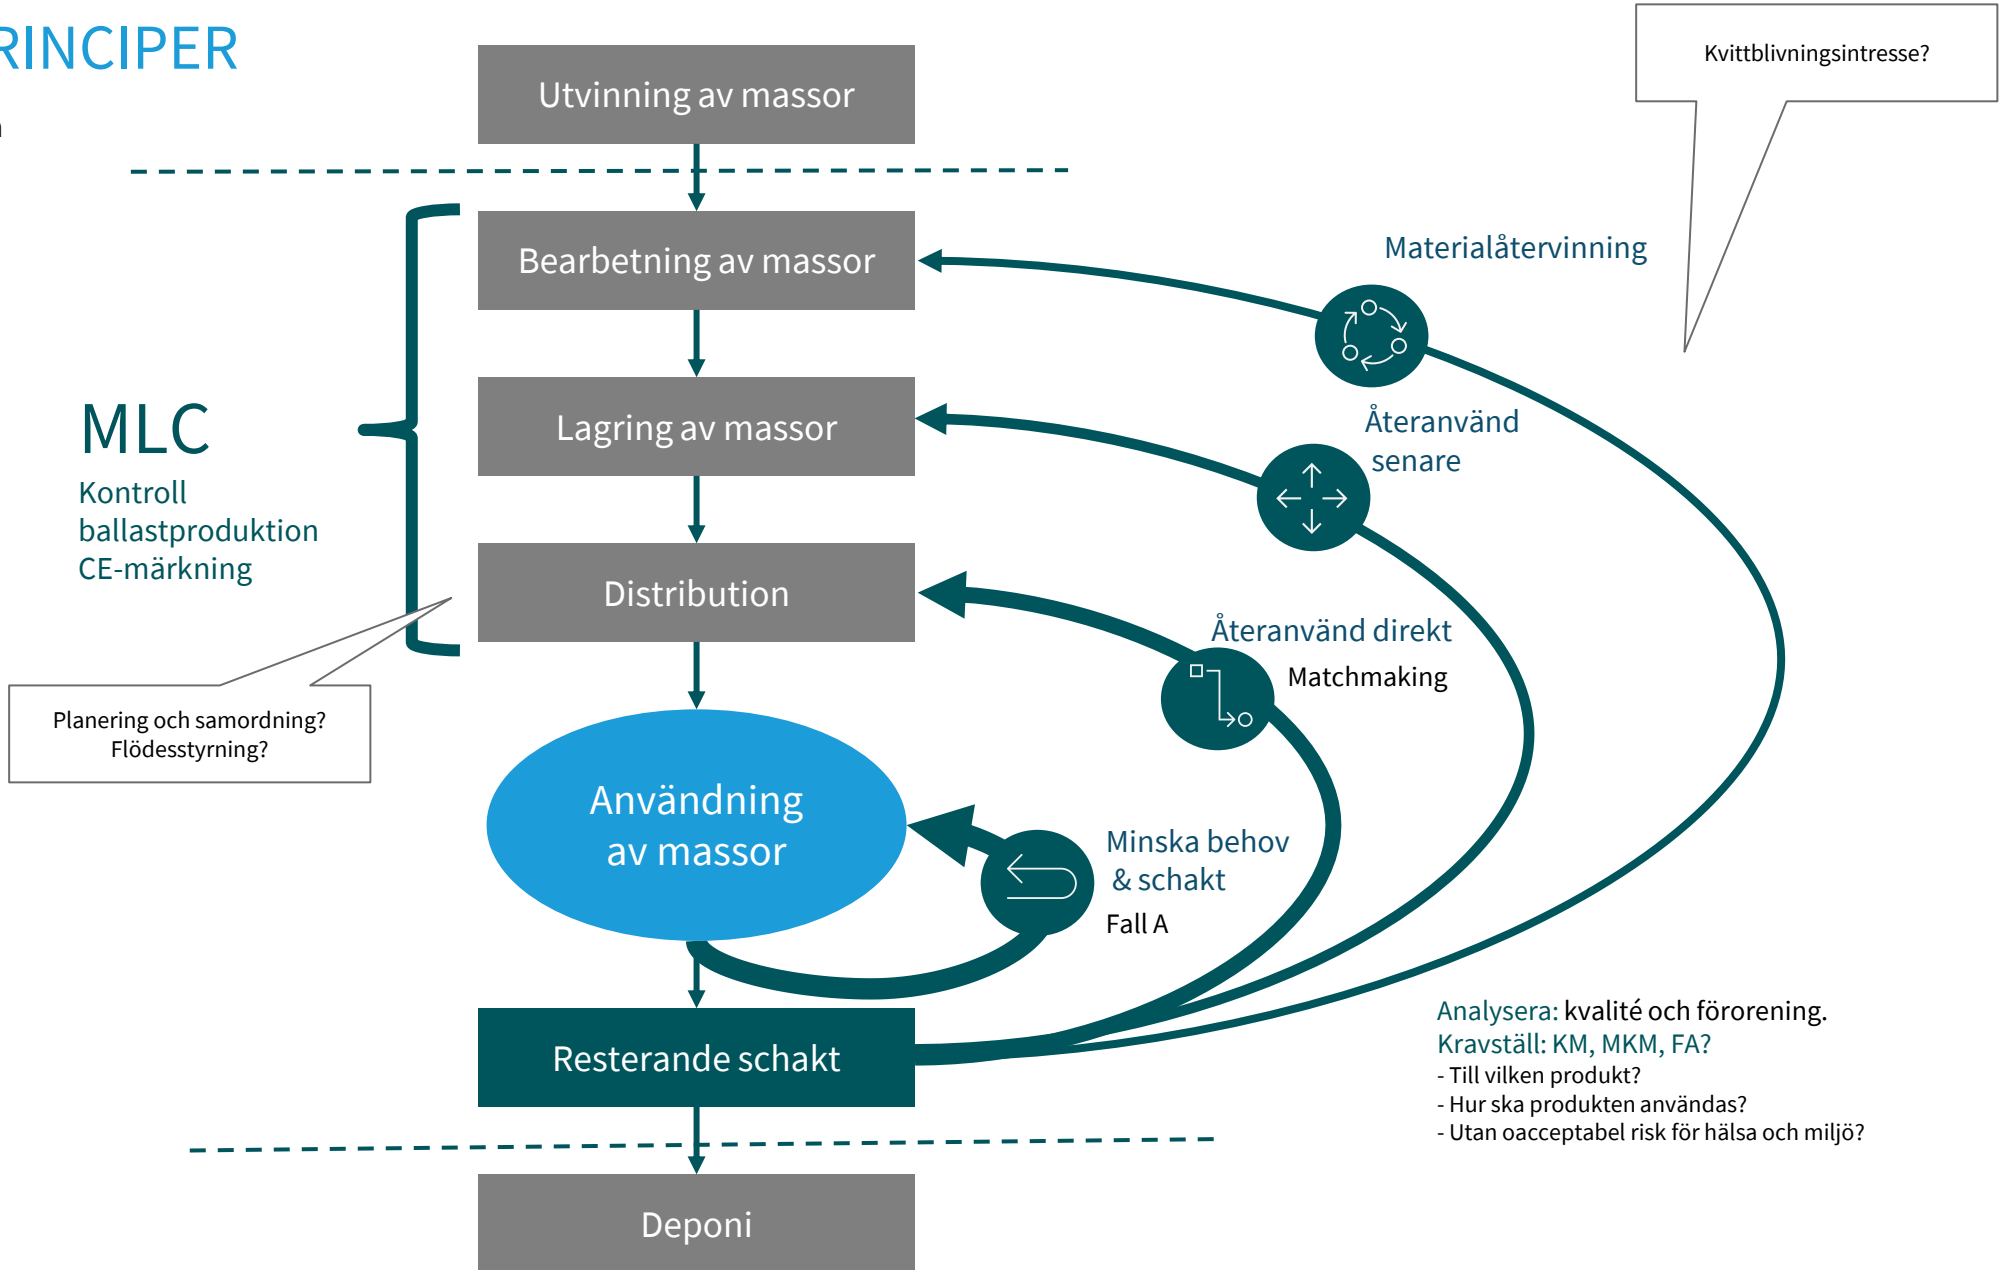 RINCIPER
Kvittblivningsintresse?
Utvinning av massor
Bearbetning av massor
Materialåtervinning
MLC
Kontroll
ballastproduktion
CE-märkning
Lagring av massor
Återanvänd
senare
Distribution
Återanvänd direkt
Matchmaking
Planering och samordning?
Flödesstyrning?
Användning
av massor
Minska behov
& schakt
Fall A
Resterande schakt
Analysera: kvalité och förorening.
Kravställ: KM, MKM, FA?
- Till vilken produkt?
- Hur ska produkten användas?
- Utan oacceptabel risk för hälsa och miljö?
Deponi